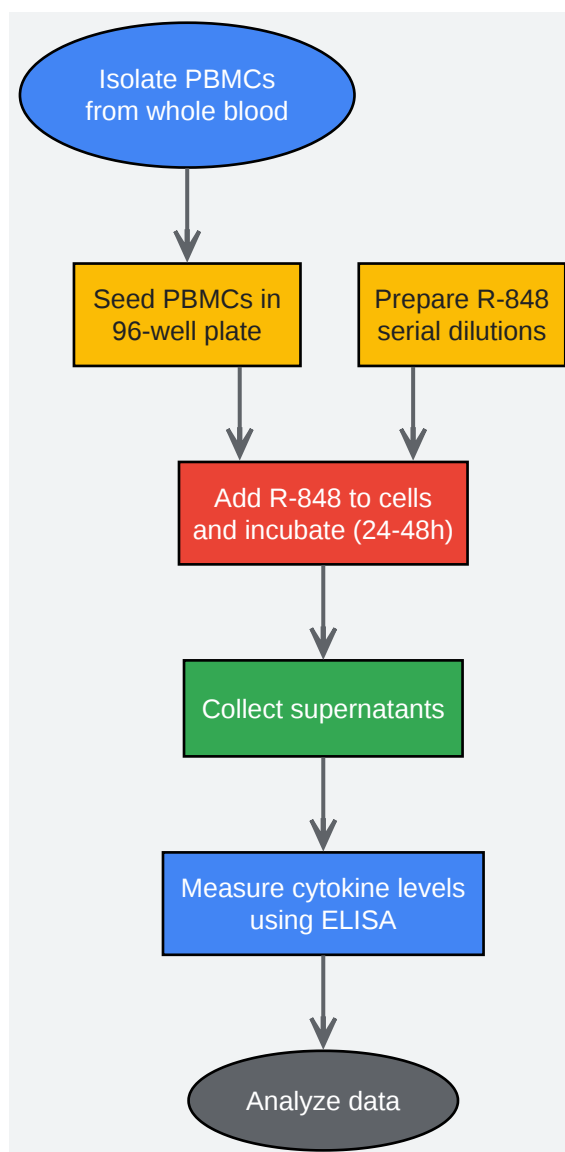 Isolate PBMCs
from whole blood
Seed PBMCs in
96-well plate
Prepare R-848
serial dilutions
Add R-848 to cells
and incubate (24-48h)
Collect supernatants
Measure cytokine levels
using ELISA
Analyze data